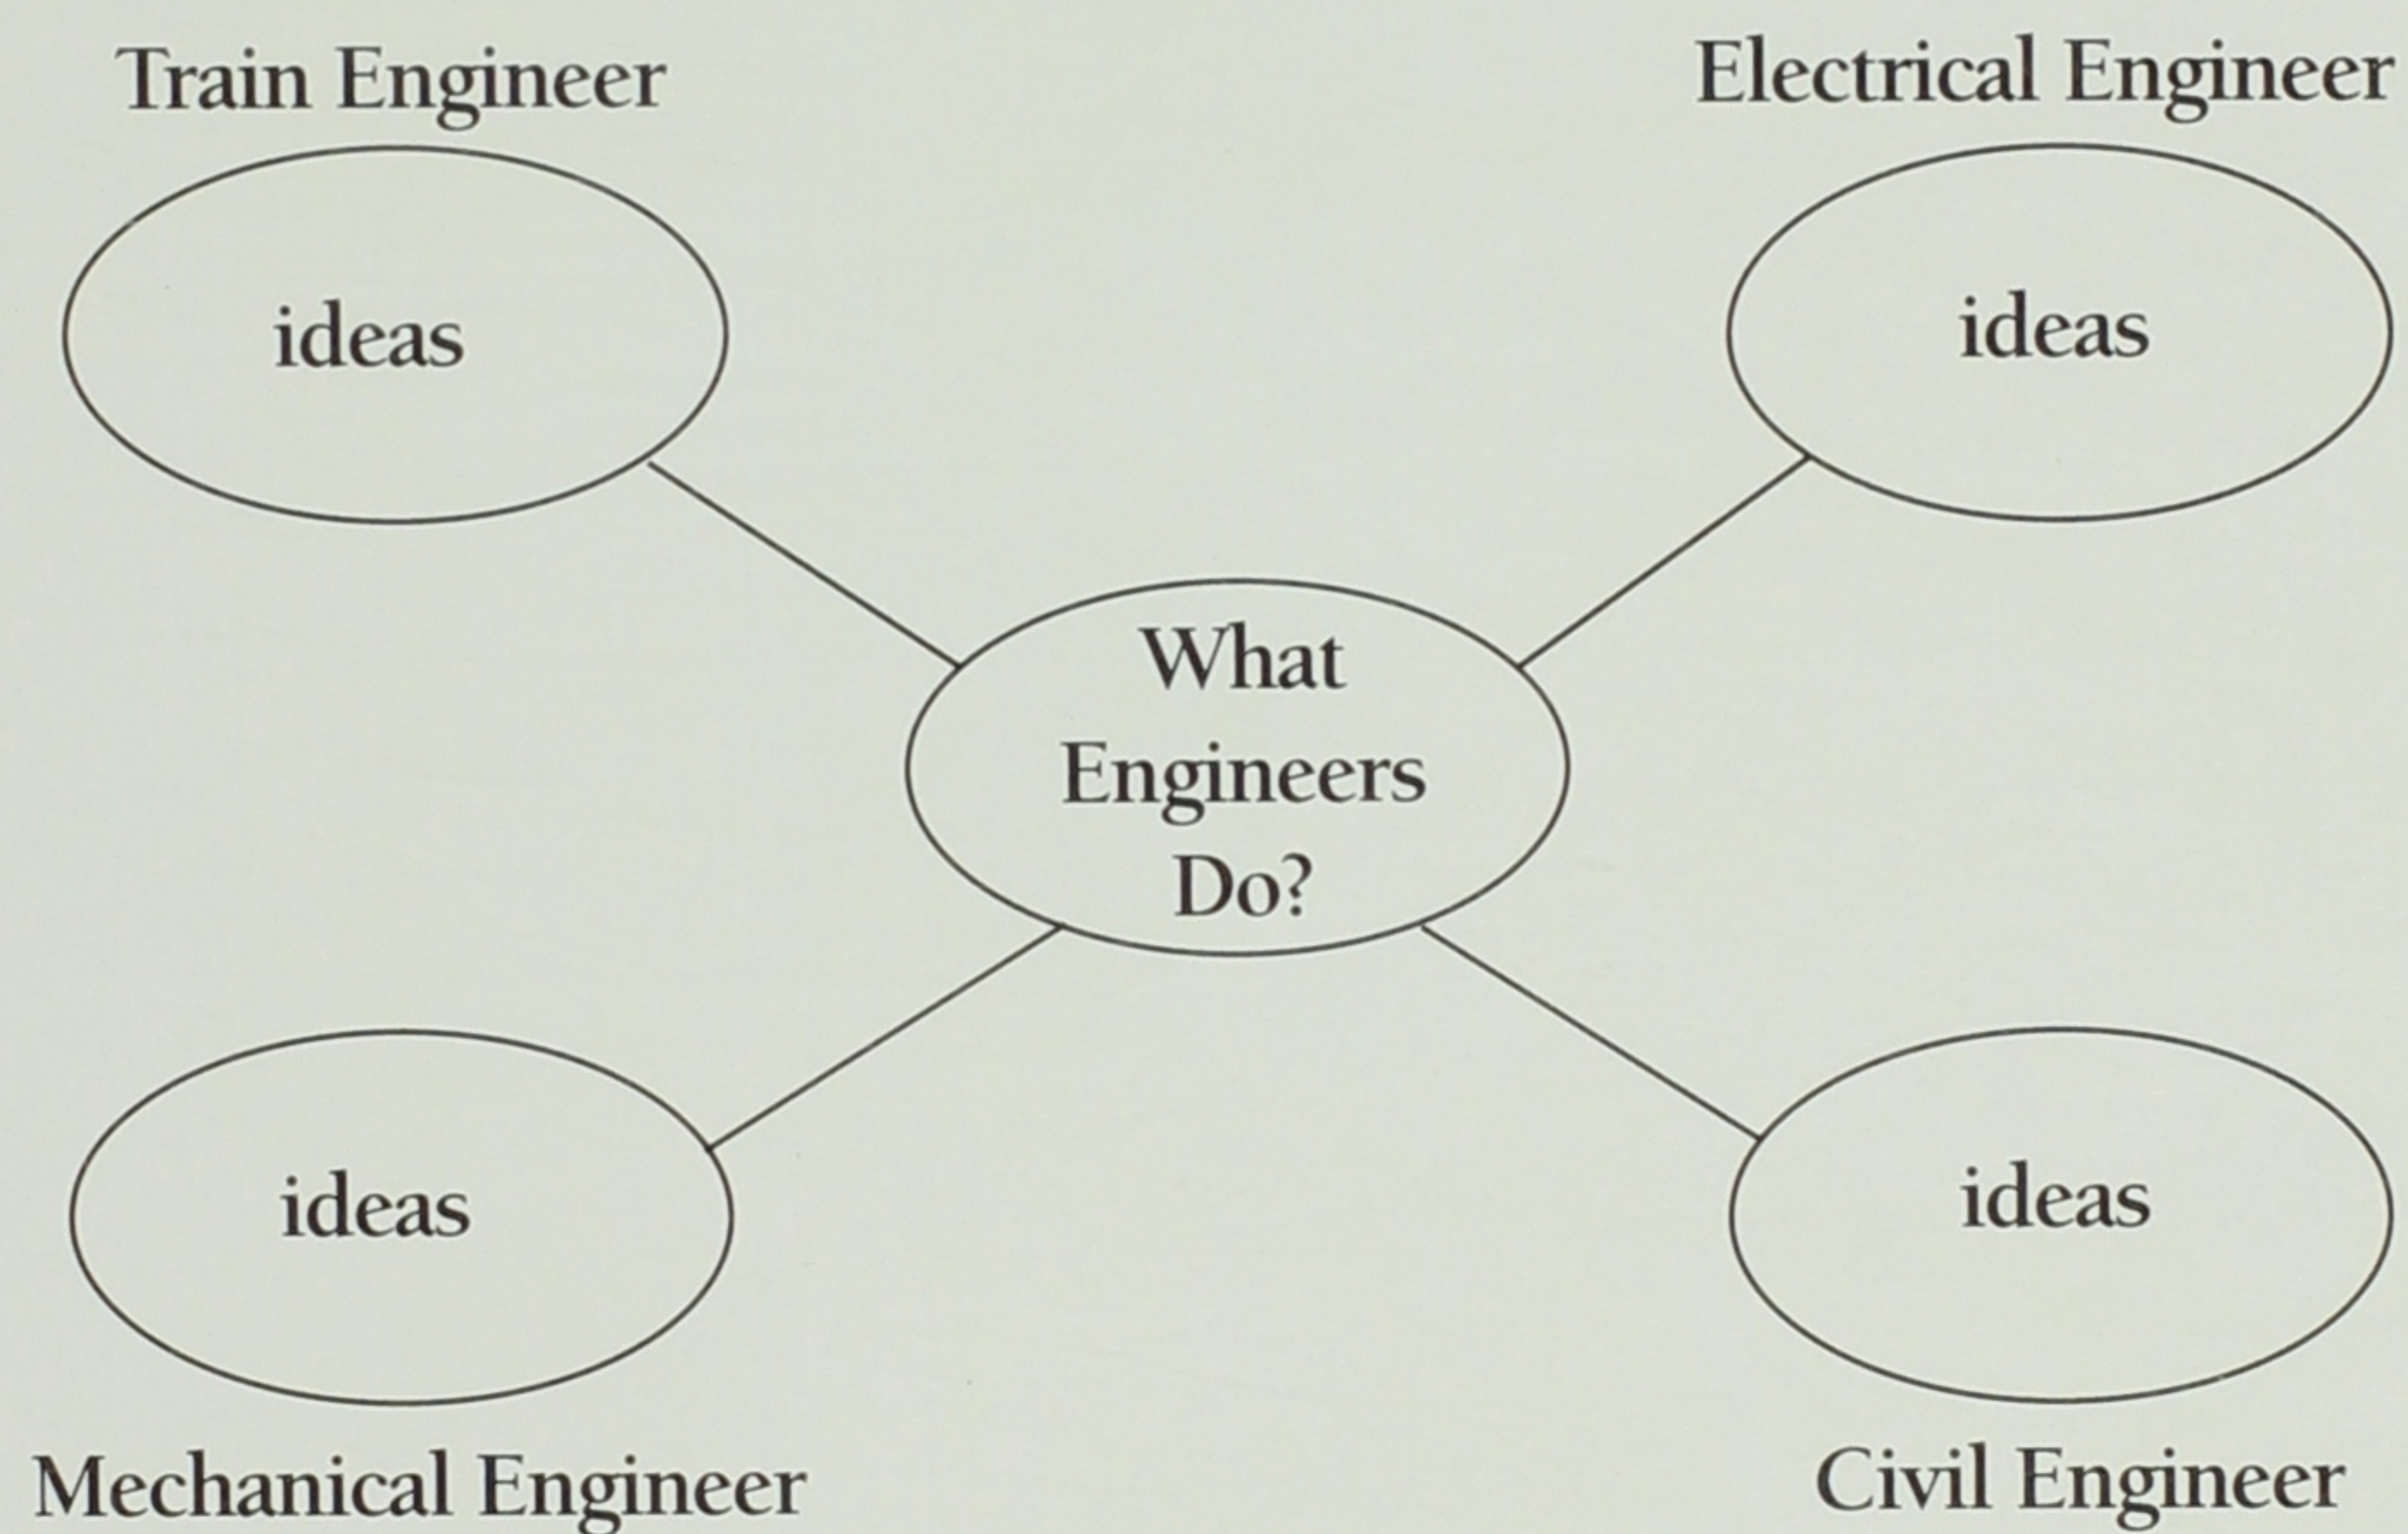 Train Engineer
Electrical Engineer
ideas
ideas
What
Engineers
Do?
ideas
ideas
Mechanical Engineer
Civil Engineer